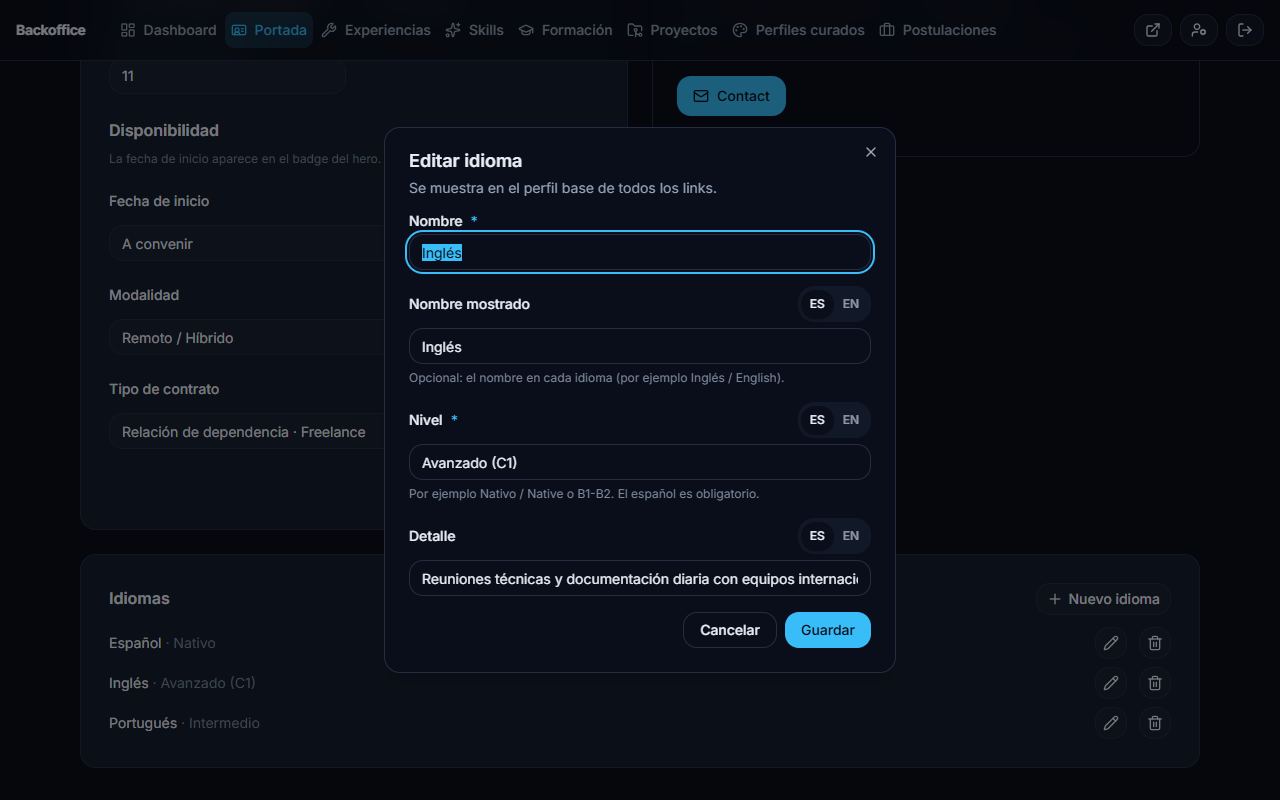 Backoffice
Dashboard
Portada
Experiencias
Skills
Formación
Proyectos
Perfiles curados
Postulaciones
11
Contact
Disponibilidad
La fecha de inicio aparece en el badge del hero.
Fecha de inicio
A convenir
Modalidad
Remoto / Híbrido
Tipo de contrato
Relación de dependencia · Freelance
Editar idioma
Se muestra en el perfil base de todos los links.
Nombre *
Inglés
Nombre mostrado
ES EN
Inglés
Opcional: el nombre en cada idioma (por ejemplo Inglés / English).
Nivel *
ES EN
Avanzado (C1)
Por ejemplo Nativo / Native o B1-B2. El español es obligatorio.
Detalle
ES EN
Reuniones técnicas y documentación diaria con equipos internaci
Cancelar
Guardar
Idiomas
+ Nuevo idioma
Español · Nativo
Inglés · Avanzado (C1)
Portugués · Intermedio